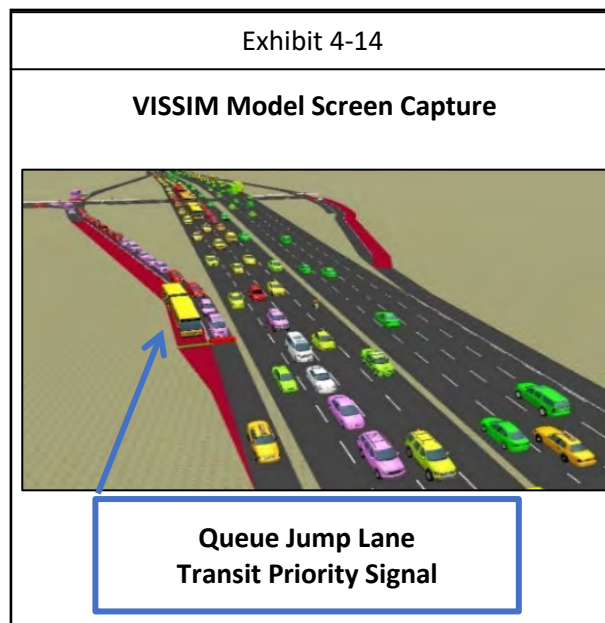 Exhibit 4-14
VISSIM Model Screen Capture
Queue Jump Lane
Transit Priority Signal